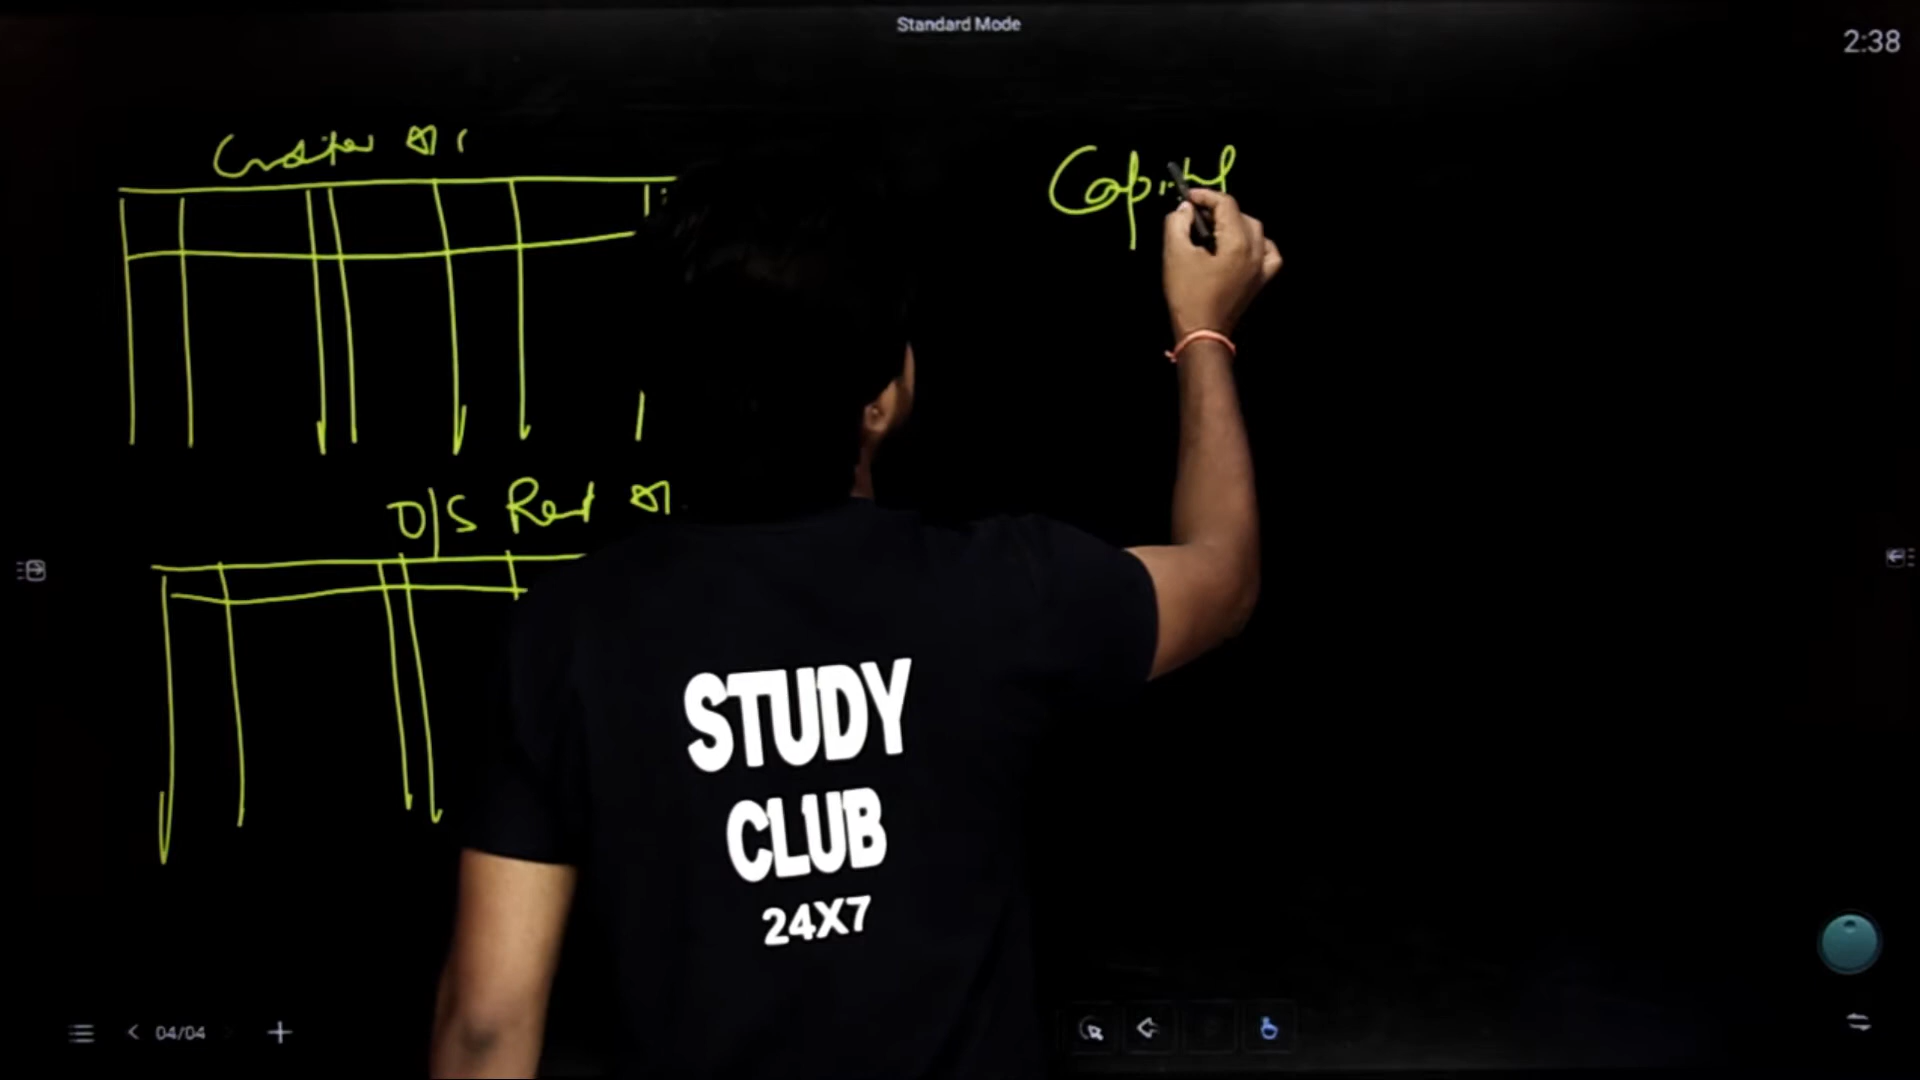 Standard Mode
2:38
Creditor A/c
Capital
O/S Rent A/c
STUDY
CLUB
24X7
04/04